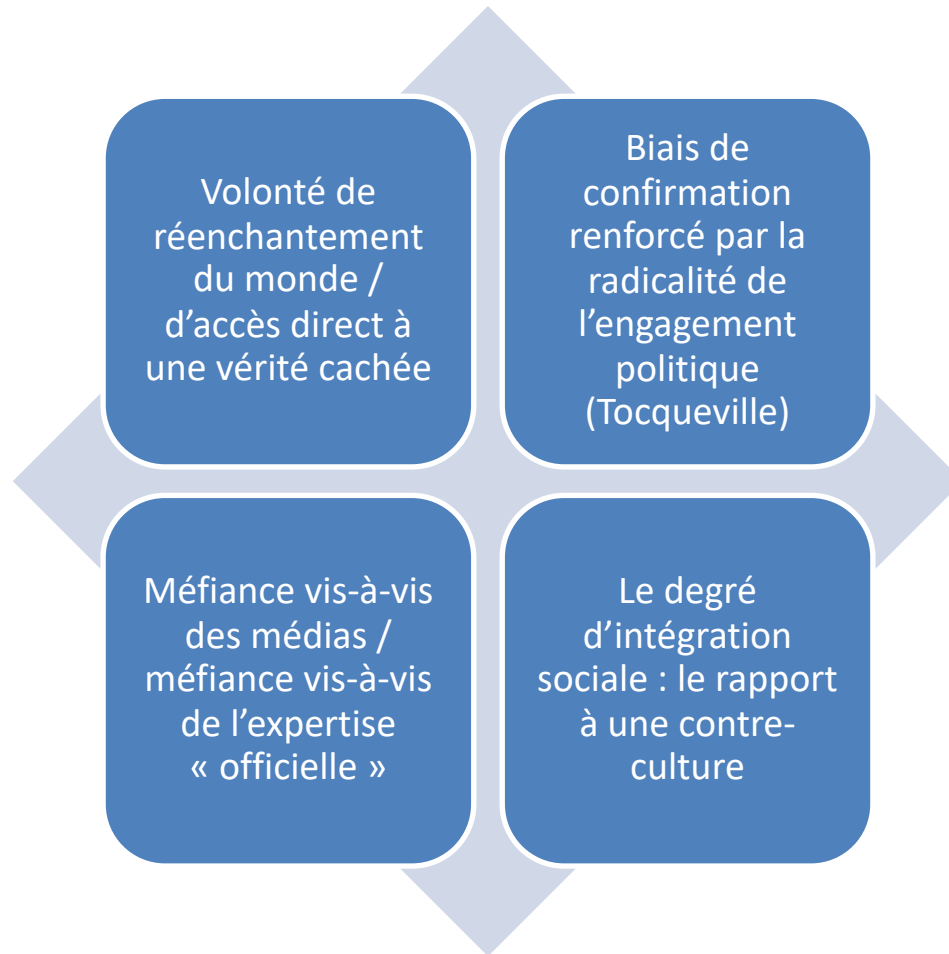 Volonté de
réenchantement
du monde /
d’accès direct à
une vérité cachée
Biais de
confirmation
renforcé par la
radicalité de
l’engagement
politique
(Tocqueville)
Méfiance vis-à-vis
des médias /
méfiance vis-à-vis
de l’expertise
« officielle »
Le degré
d’intégration
sociale : le rapport
à une contre-
culture